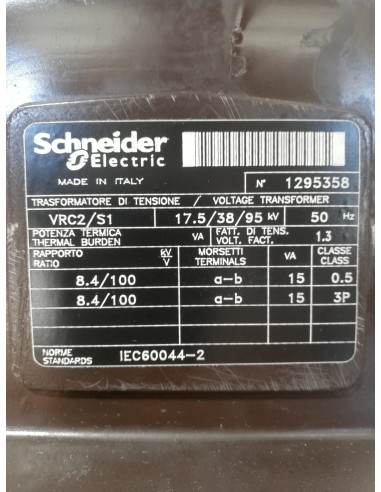 Schneider
Electric
MADE IN ITALY N° 1295358
TRASFORMATORE DI TENSIONE / VOLTAGE TRANSFORMER
VRC2/S1 17.5/38/95 kV 50 Hz
POTENZA TERMICA VA FATT. DI TENS. 1.3
THERMAL BURDEN VOLT. FACT.
RAPPORTO kV MORSETTI VA CLASSE
RATIO V TERMINALS CLASS
8.4/100 a-b 15 0.5
8.4/100 a-b 15 3P
NORME IEC60044-2
STANDARDS